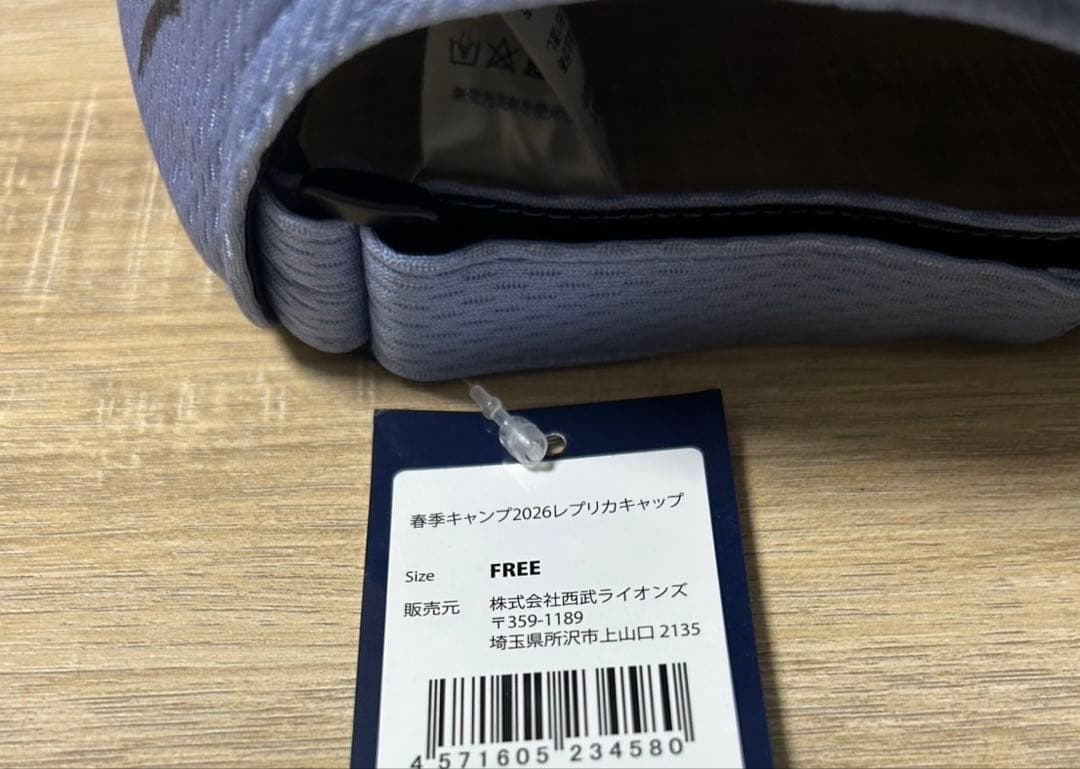 春季キャンプ2026レプリカキャップ
Size FREE
販売元 株式会社西武ライオンズ
〒359-1189
埼玉県所沢市上山口 2135
4 571605 234580